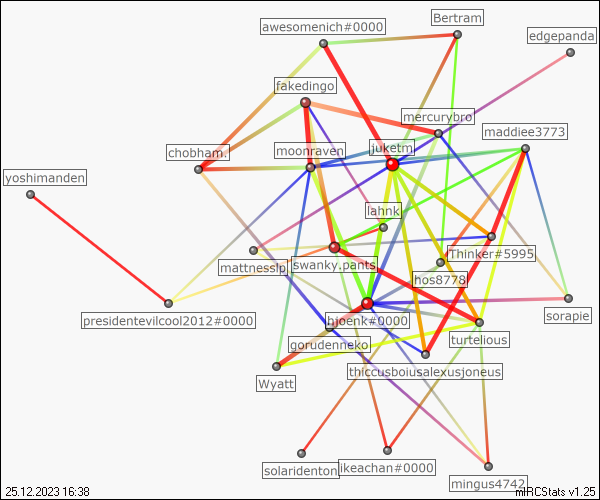 Bertram
awesomenich#0000
edgepanda
fakedingo
mercurybro
maddiee3773
juketm
moonraven
chobham.
yoshimanden
lahnk
Thinker#5995
swanky.pants
mattnesslp
hos8778
sorapie
hjoenk#0000
presidentevilcool2012#0000
gorudenneko
turtelious
thiccusboiusalexusjoneus
Wyatt
solaridenton
ikeachan#0000
mingus4742
25.12.2023 16:38
mIRCStats v1.25